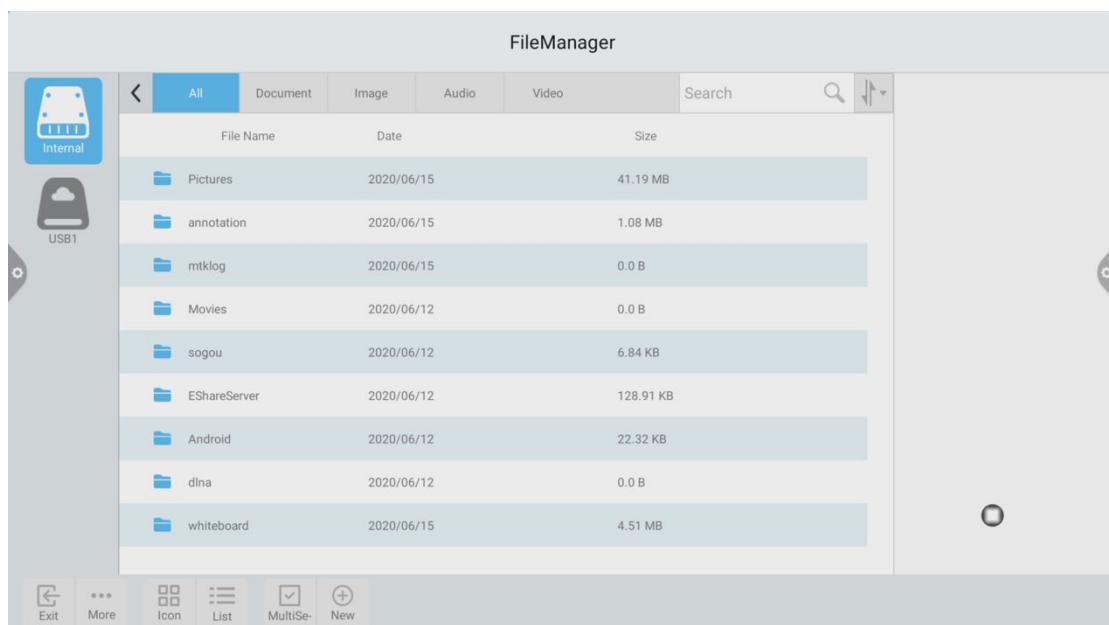 FileManager
Internal
USB1
All Document Image Audio Video Search
File Name Date Size
Pictures 2020/06/15 41.19 MB
annotation 2020/06/15 1.08 MB
mtklog 2020/06/15 0.0 B
Movies 2020/06/12 0.0 B
sogou 2020/06/12 6.84 KB
EShareServer 2020/06/12 128.91 KB
Android 2020/06/12 22.32 KB
dlna 2020/06/12 0.0 B
whiteboard 2020/06/15 4.51 MB
Exit More Icon List MultiSe- New